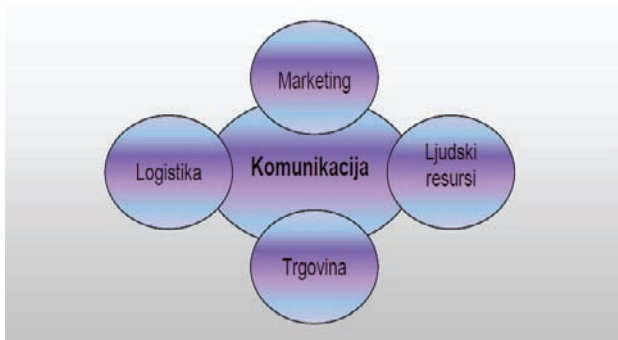 Marketing
Logistika
Komunikacija
Ljudski
resursi
Trgovina